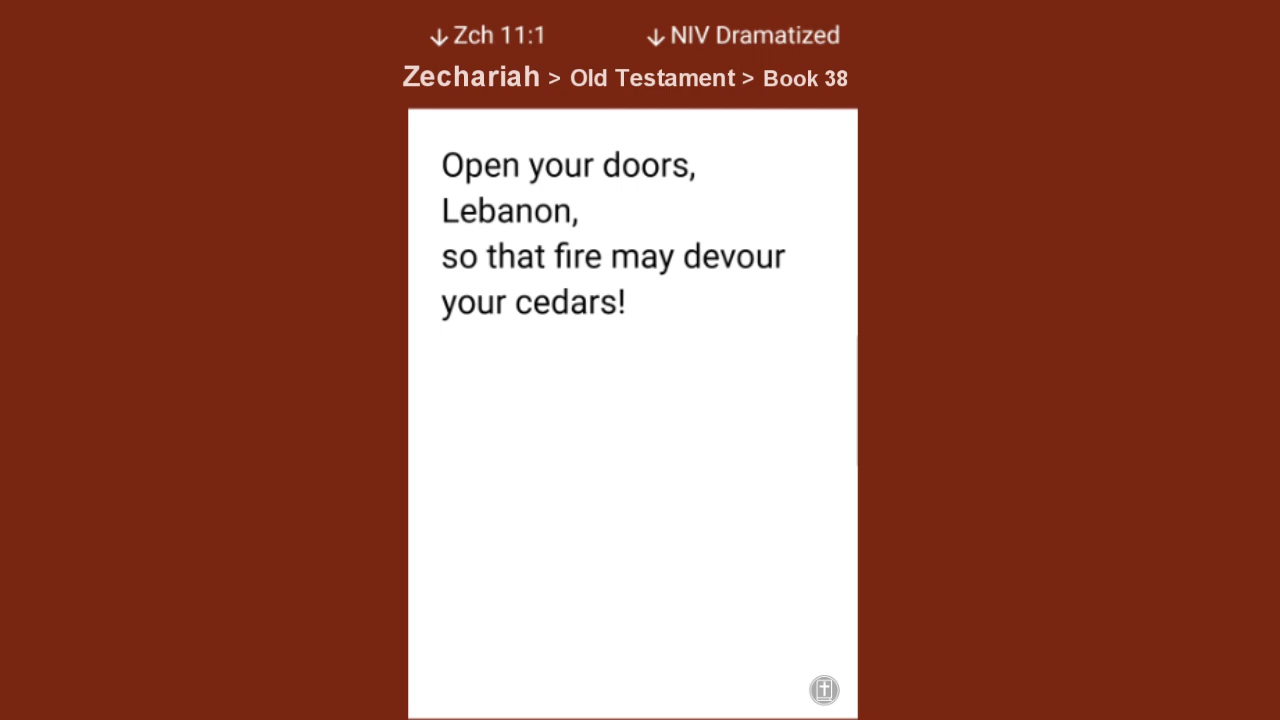 ↓ Zch 11:1 ↓ NIV Dramatized
Zechariah > Old Testament > Book 38
Open your doors,
Lebanon,
so that fire may devour
your cedars!